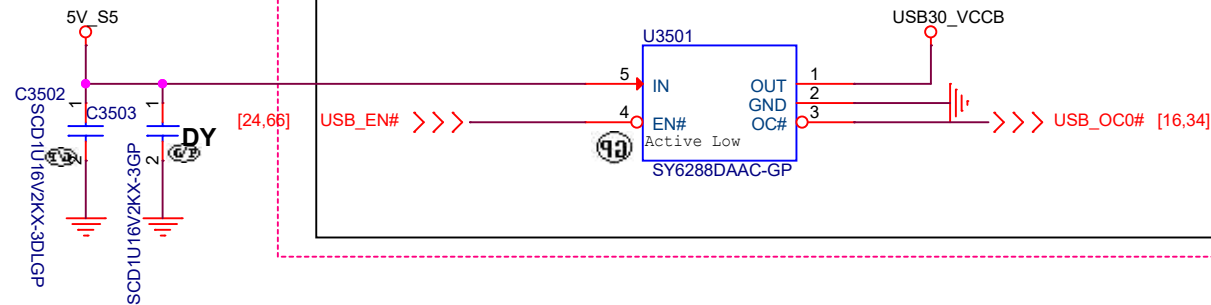 5V_S5
USB30_VCCB
U3501
5
IN
OUT
1
GND
2
[24,66]
USB_EN#
4
EN#
OC#
3
USB_OC0#
[16,34]
Active Low
SY6288DAAC-GP
GP
C3502
1
2
SCD1U16V2KX-3DLGP
C3503
1
2
DY
SCD1U16V2KX-3GP